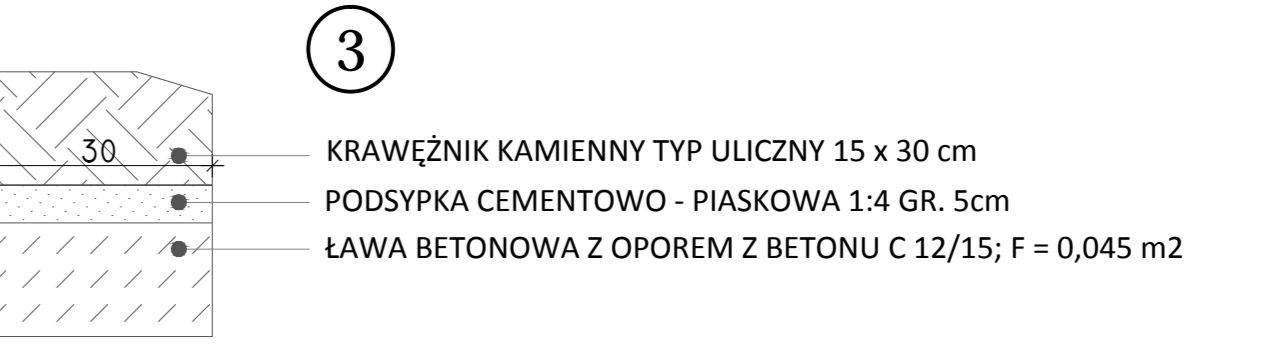 3
30
KRAWĘŻNIK KAMIENNY TYP ULICZNY 15 x 30 cm
PODSYPKA CEMENTOWO - PIASKOWA 1:4 GR. 5cm
ŁAWA BETONOWA Z OPOREM Z BETONU C 12/15; F = 0,045 m2